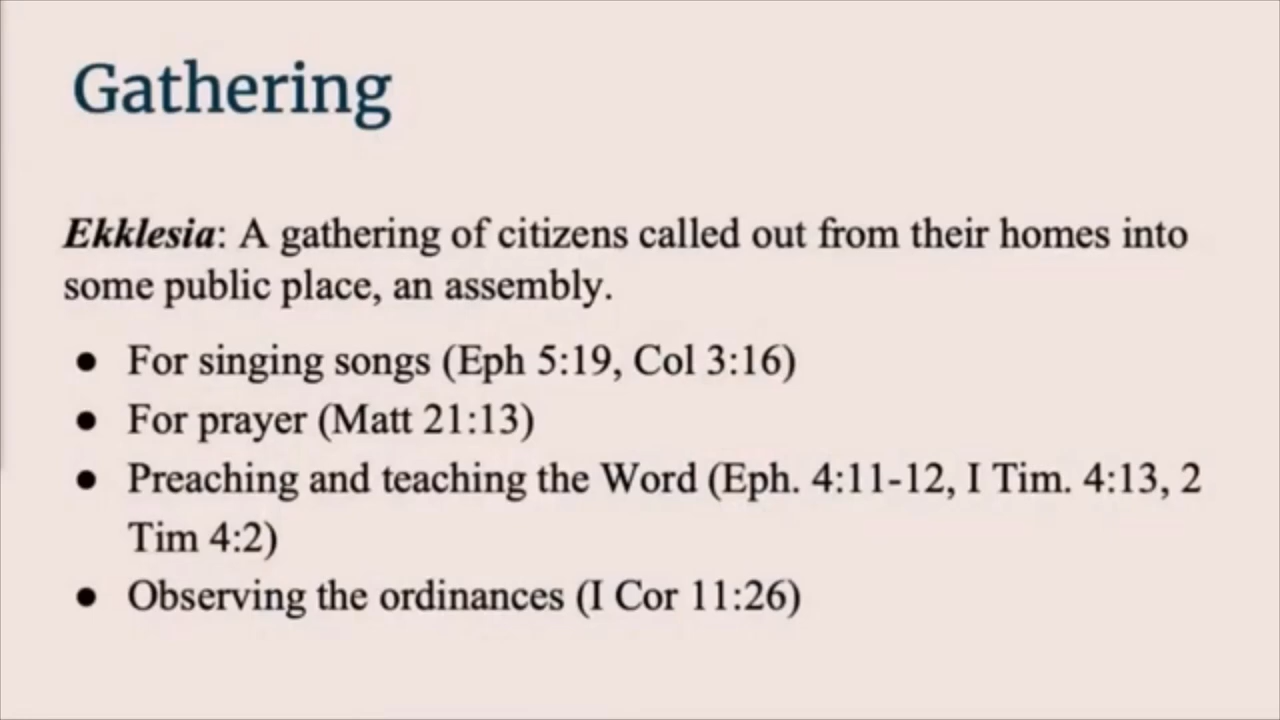 Gathering
Ekklesia: A gathering of citizens called out from their homes into
some public place, an assembly.
● For singing songs (Eph 5:19, Col 3:16)
● For prayer (Matt 21:13)
● Preaching and teaching the Word (Eph. 4:11-12, I Tim. 4:13, 2
Tim 4:2)
● Observing the ordinances (I Cor 11:26)